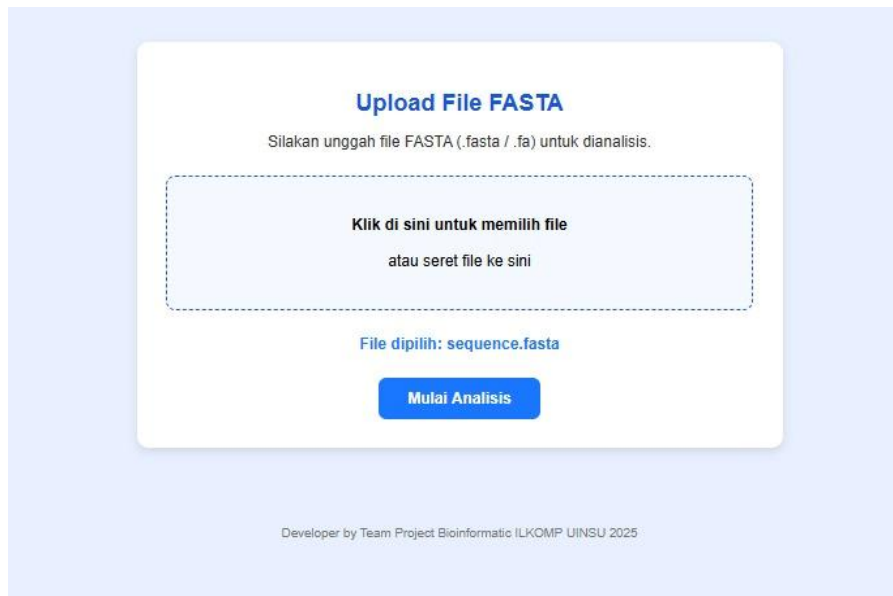 Upload File FASTA
Silakan unggah file FASTA (.fasta / .fa) untuk dianalisis.
Klik di sini untuk memilih file
atau seret file ke sini
File dipilih: sequence.fasta
Mulai Analisis
Developer by Team Project Bioinformatic ILKOMP UINSU 2025